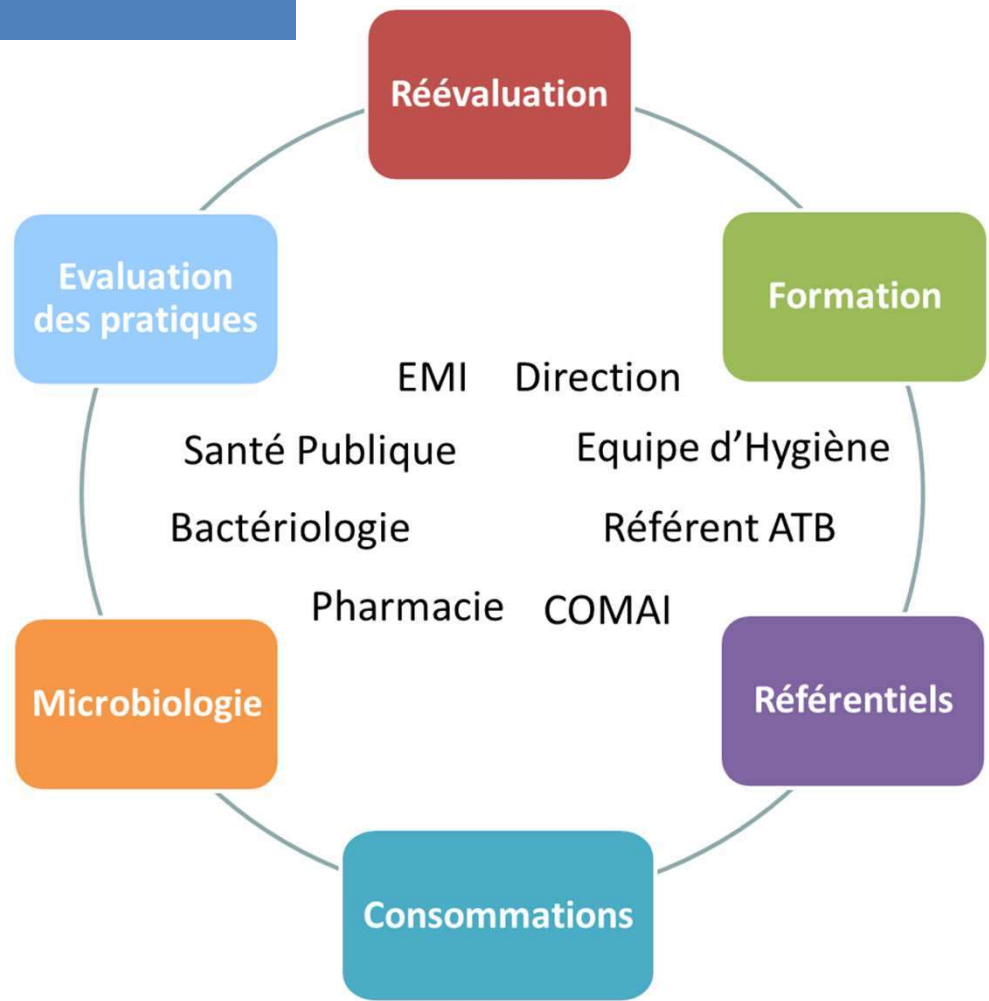 Réévaluation
Evaluation
des pratiques
Formation
EMI Direction
Santé Publique Equipe d’Hygiène
Bactériologie Référent ATB
Pharmacie COMAI
Microbiologie
Référentiels
Consommations